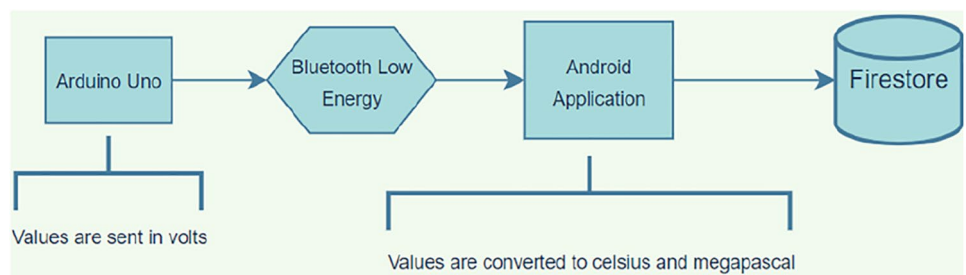 Arduino Uno
Bluetooth Low
Energy
Android
Application
Firestore
Values are sent in volts
Values are converted to celsius and megapascal